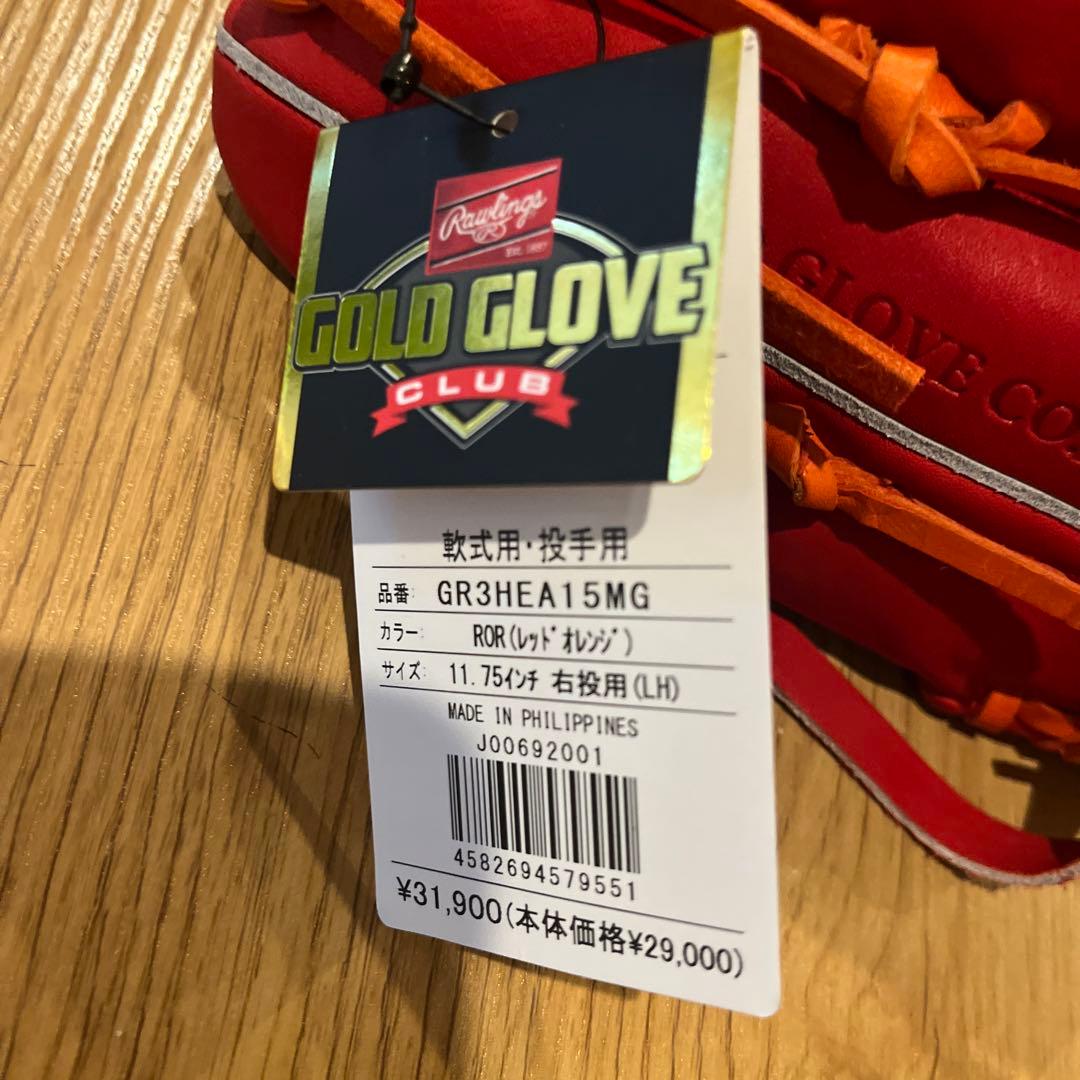 Rawlings
R
EST. 1887
GOLD GLOVE
CLUB
GLOVE CO
軟式用・投手用
品番: GR3HEA15MG
カラー: ROR(ﾚｯﾄﾞｵﾚﾝｼﾞ)
サイズ: 11.75ｲﾝﾁ 右投用(LH)
MADE IN PHILIPPINES
J00692001
4582694579551
¥31,900(本体価格¥29,000)